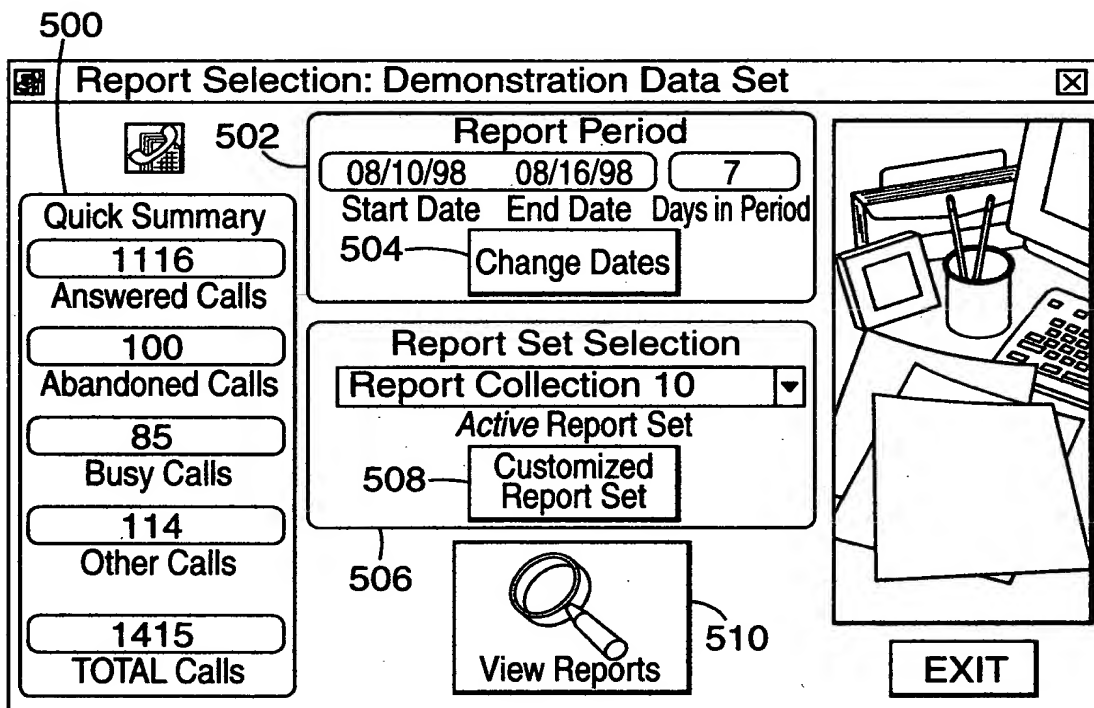 500
Report Selection: Demonstration Data Set
502
Report Period
08/10/98 08/16/98 7
Start Date End Date Days in Period
504
Change Dates
Quick Summary
1116
Answered Calls
100
Abandoned Calls
85
Busy Calls
114
Other Calls
1415
TOTAL Calls
Report Set Selection
Report Collection 10
Active Report Set
508
Customized
Report Set
506
View Reports
510
EXIT